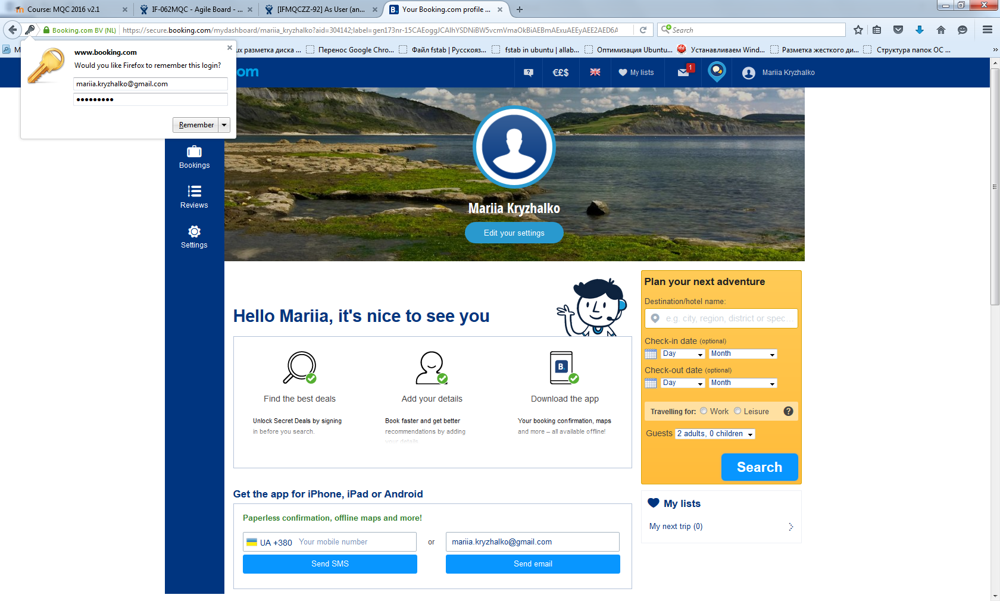 Course: MQC 2016 v2.1
IF-062MQC - Agile Board - ...
[IFMQCZZ-92] As User (an...
Your Booking.com profile ...
Booking.com BV (NL)
https://secure.booking.com/mydashboard/mariia_kryzhalko?aid=304142;label=gen173nr-15CAEoggJCAlhYSDNiBW5vcmVmaOkBiAEBmAExuAEEyAEE2AED6A
Search
ux разметка диска ...
Перенос Google Chro...
Файл fstab | Русскояз...
fstab in ubuntu | allab...
Оптимизация Ubuntu...
Устанавливаем Wind...
Разметка жесткого ди...
Структура папок ОС ...
www.booking.com
Would you like Firefox to remember this login?
mariia.kryzhalko@gmail.com
Remember
om
€£$
My lists
1
Mariia Kryzhalko
Bookings
Reviews
Settings
Mariia Kryzhalko
Edit your settings
Hello Mariia, it's nice to see you
Find the best deals
Unlock Secret Deals by signing
in before you search.
Add your details
Book faster and get better
recommendations by adding
your details
B.
Download the app
Your booking confirmation, maps
and more – all available offline!
Get the app for iPhone, iPad or Android
Paperless confirmation, offline maps and more!
UA +380
Your mobile number
or
mariia.kryzhalko@gmail.com
Send SMS
Send email
Plan your next adventure
Destination/hotel name:
e.g. city, region, district or spec...
Check-in date (optional)
Day
Month
Check-out date (optional)
Day
Month
Travelling for: Work Leisure ?
Guests 2 adults, 0 children
Search
My lists
My next trip (0)